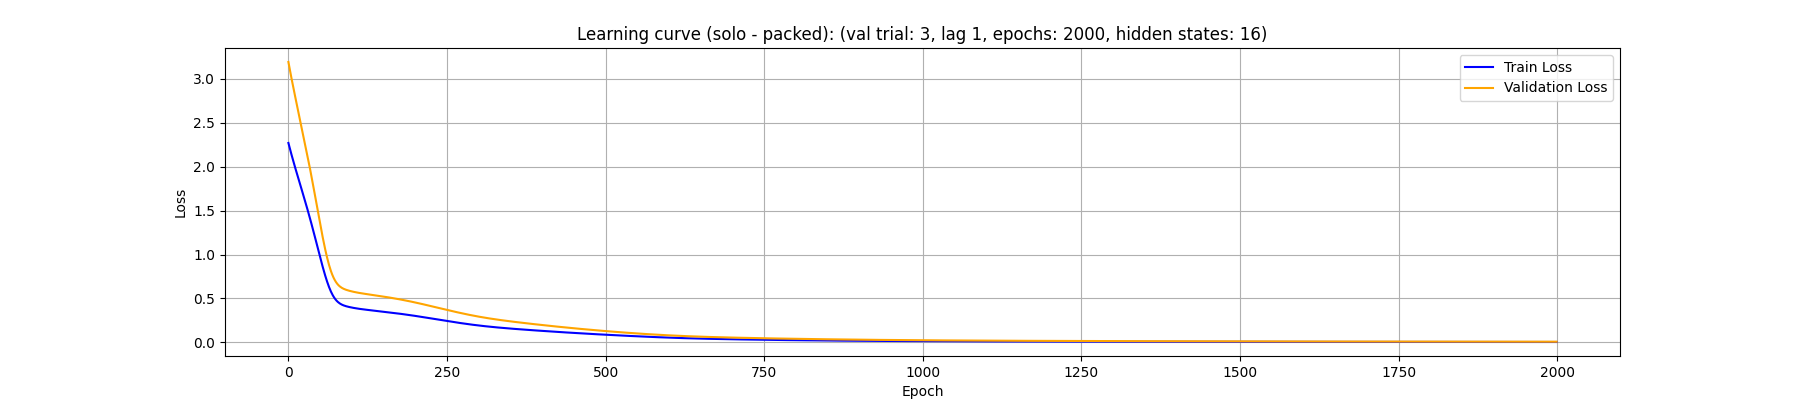 Learning curve (solo - packed): (val trial: 3, lag 1, epochs: 2000, hidden states: 16)
Train Loss
Validation Loss
3.0
2.5
2.0
1.5
1.0
0.5
0.0
Loss
0 250 500 750 1000 1250 1500 1750 2000
Epoch